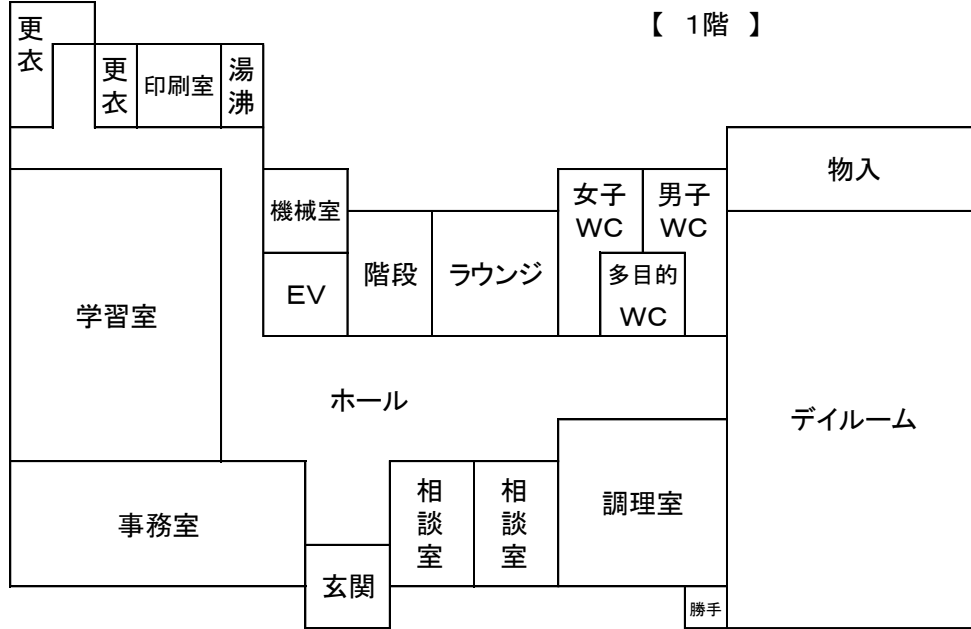 【 1階 】
更
衣
更
衣
印刷室
湯
沸
機械室
EV
階段
ラウンジ
女子
WC
男子
WC
多目的
WC
物入
学習室
ホール
デイルーム
事務室
玄関
相
談
室
相
談
室
調理室
勝手